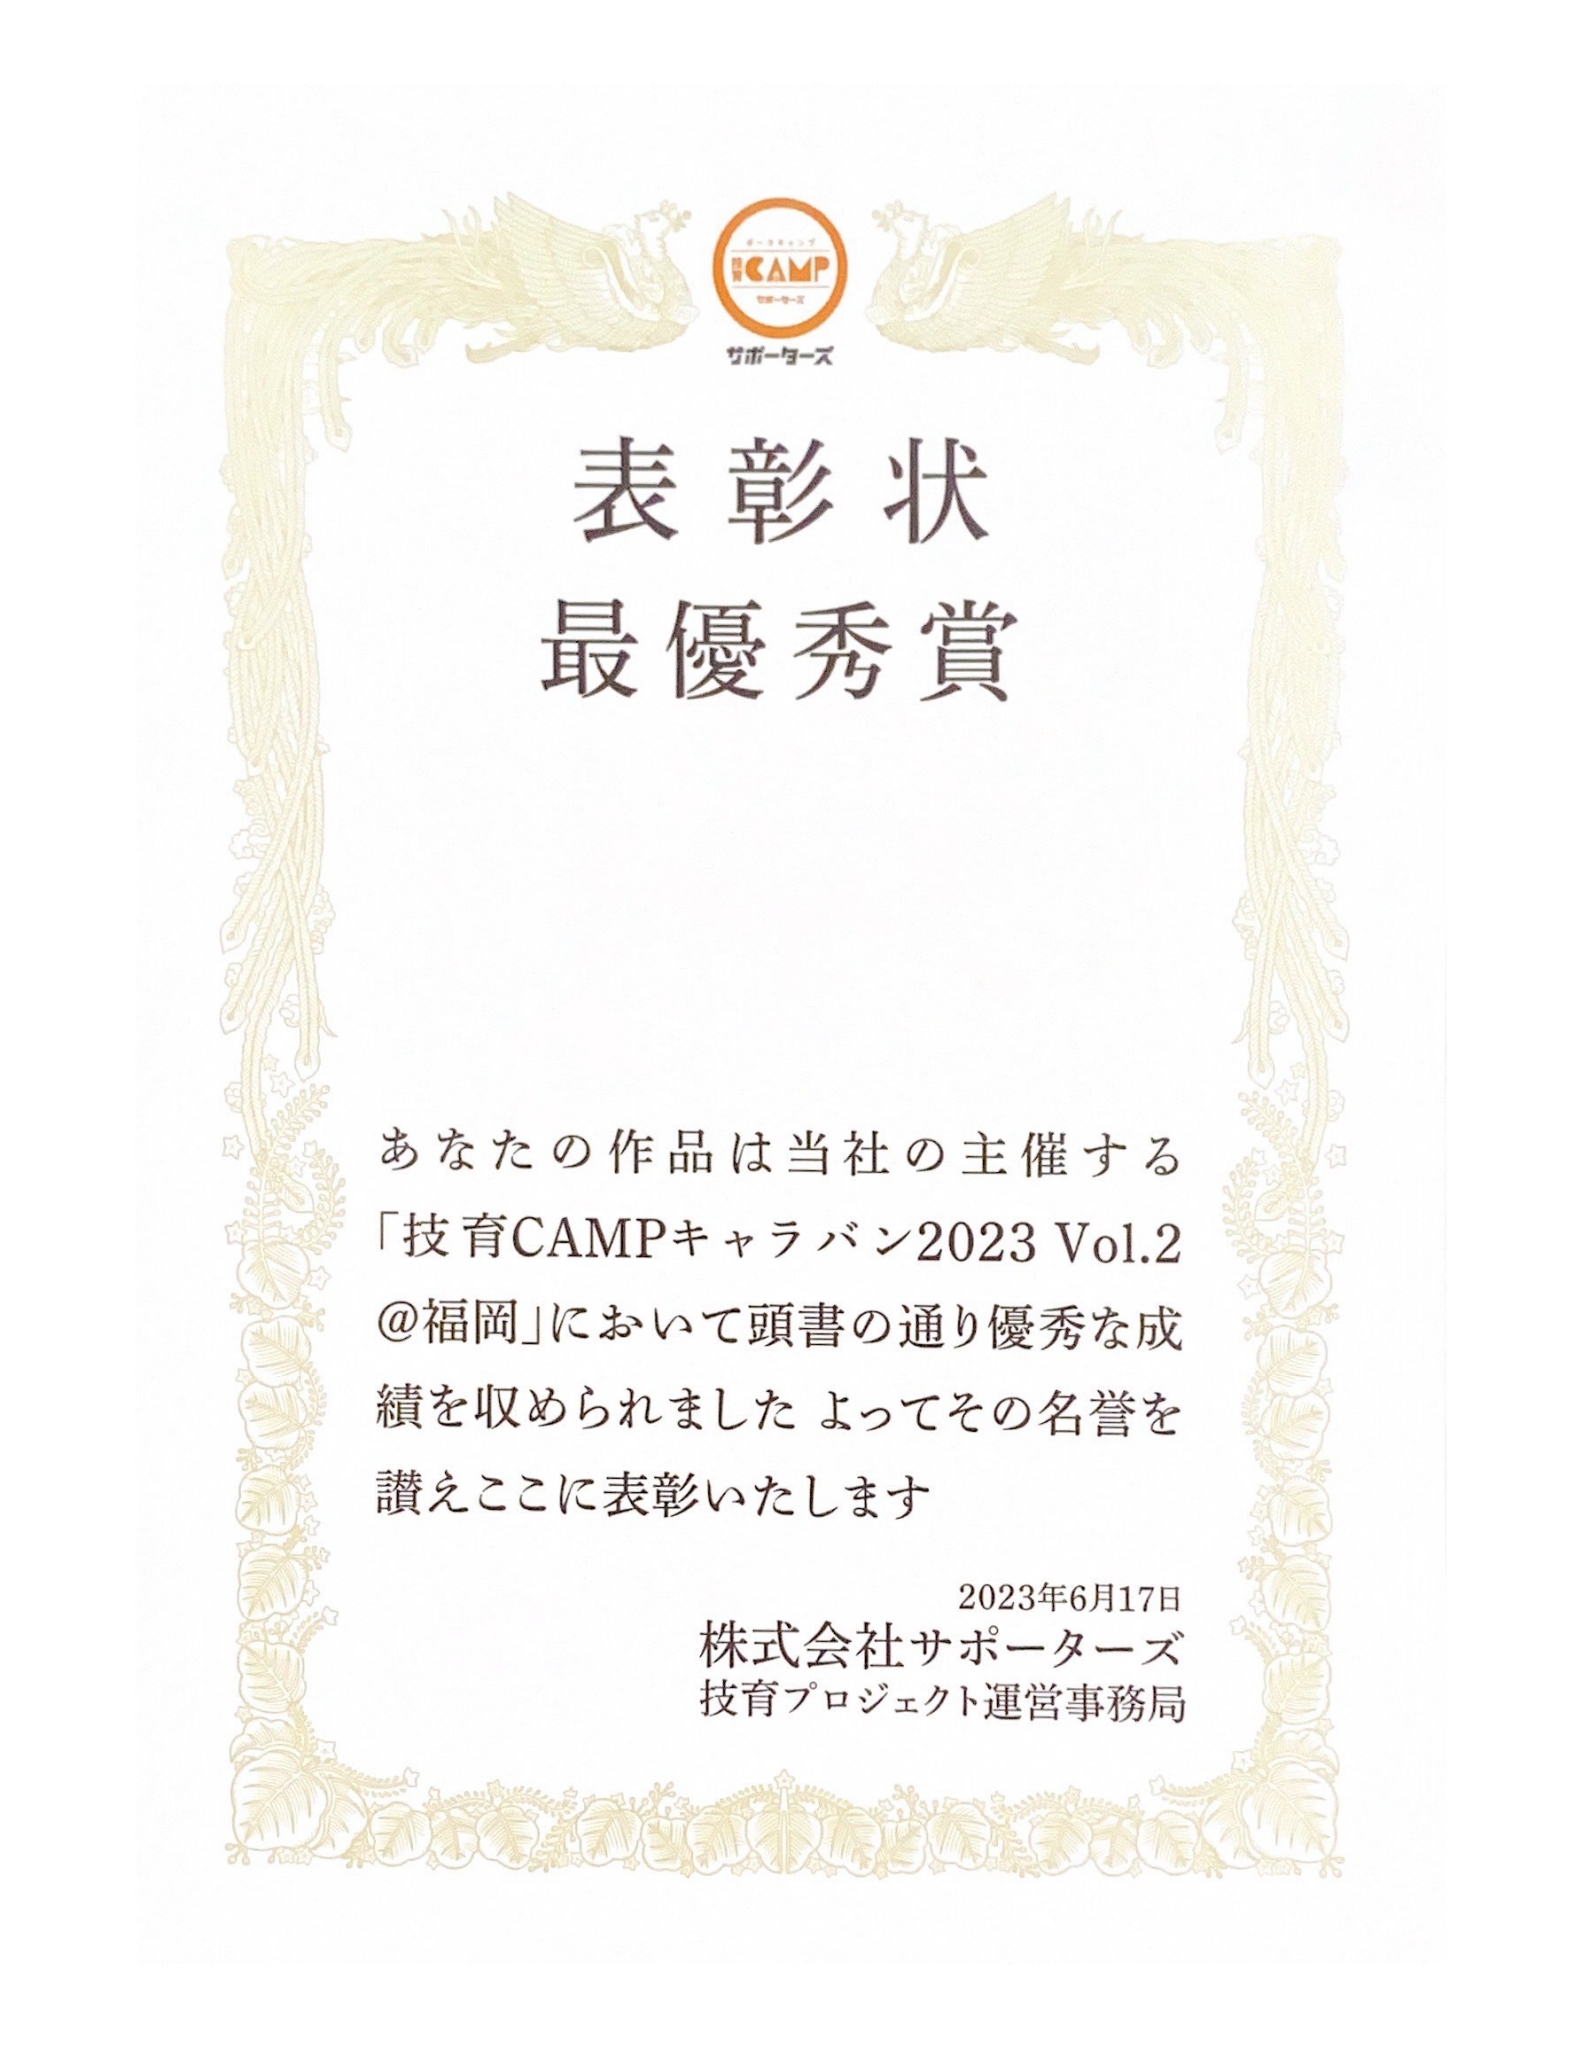 技育CAMP
サポーターズ
サポーターズ
表彰状
最優秀賞
あなたの作品は当社の主催する
「技育CAMPキャラバン2023 Vol.2
@福岡」において頭書の通り優秀な成
績を収められました よってその名誉を
讃えここに表彰いたします
2023年6月17日
株式会社サポーターズ
技育プロジェクト運営事務局